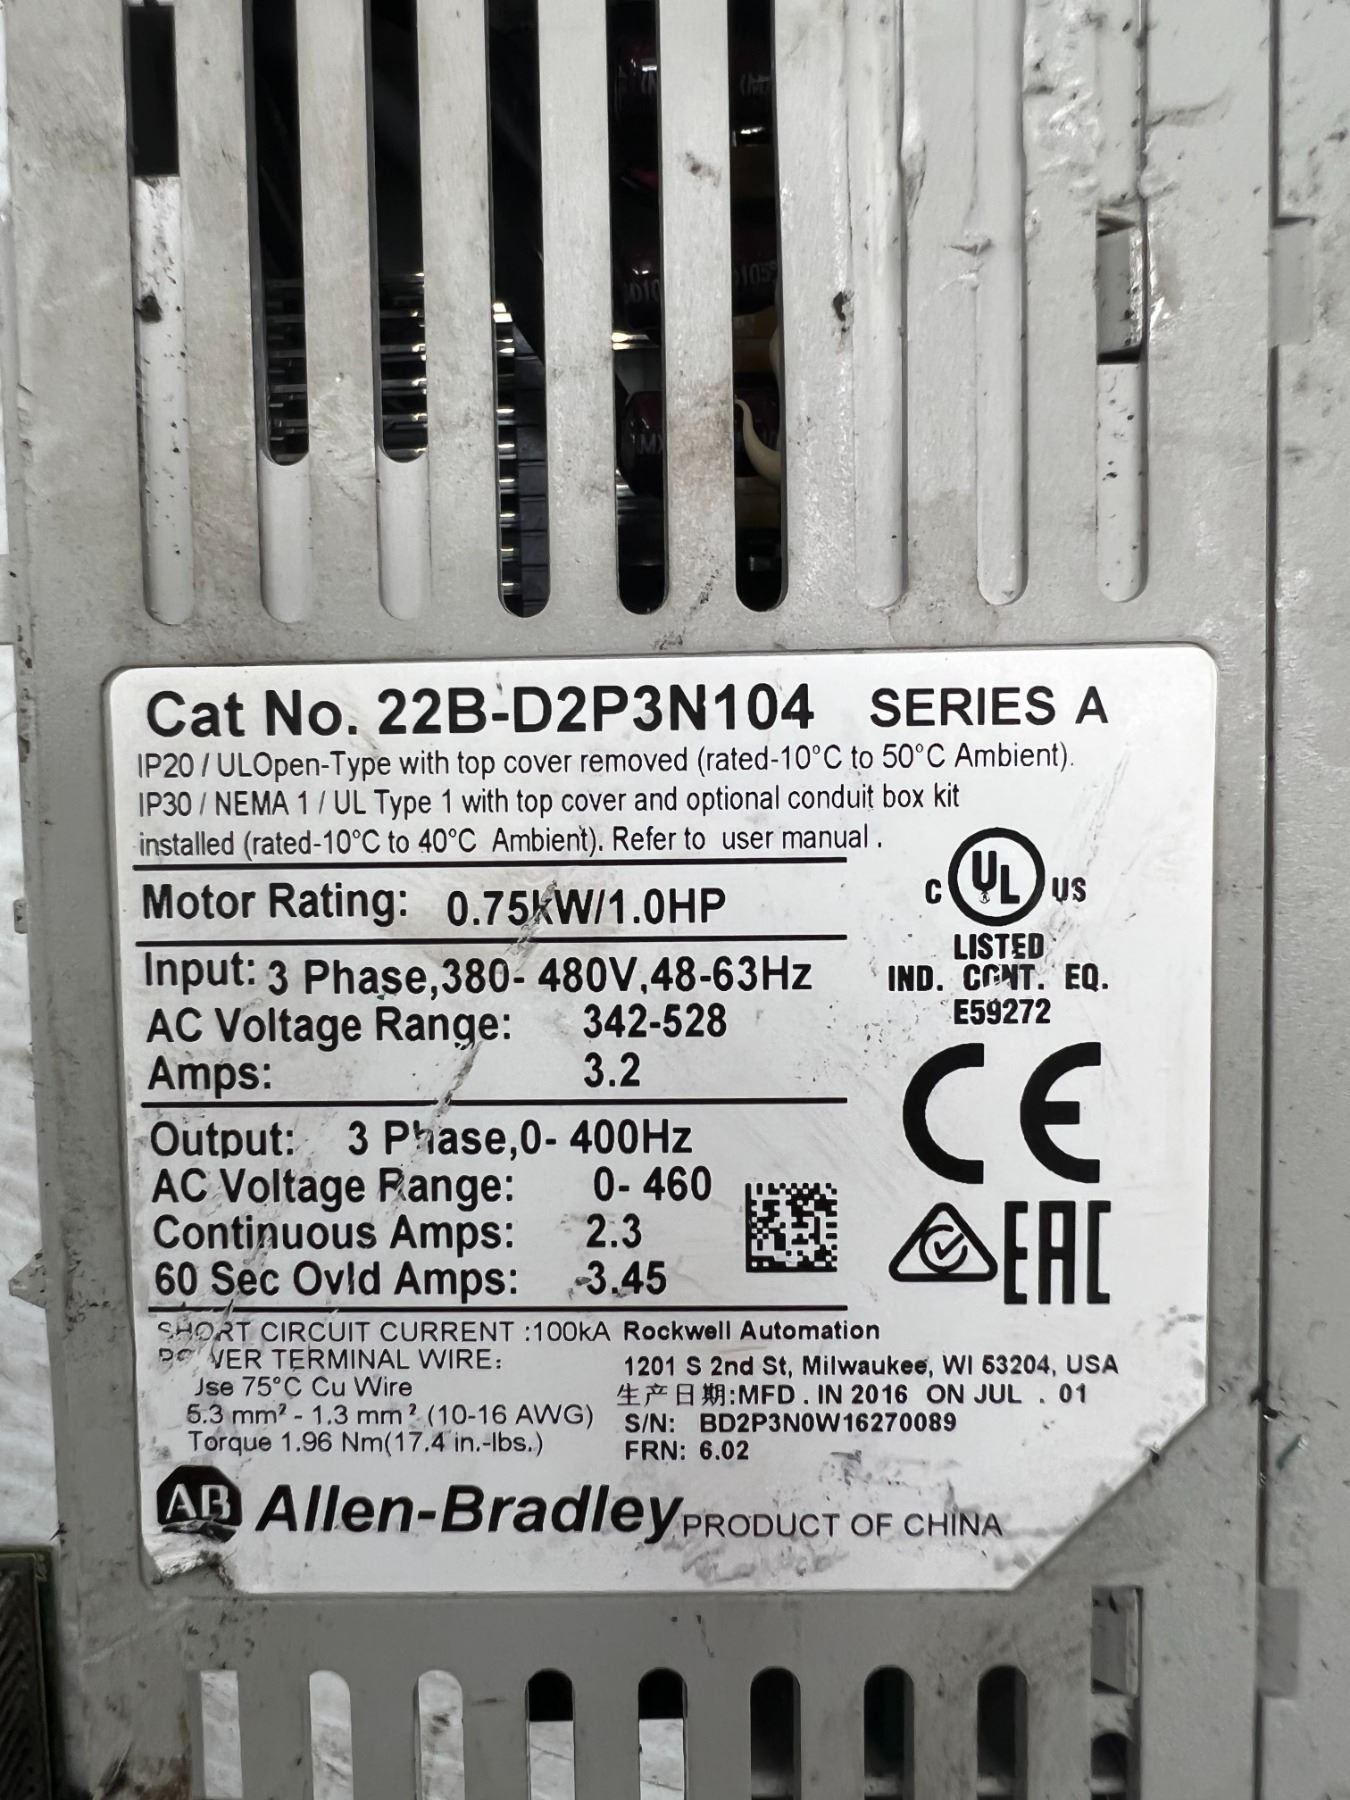 Cat No. 22B-D2P3N104 SERIES A
IP20 / ULOpen-Type with top cover removed (rated-10°C to 50°C Ambient).
IP30 / NEMA 1 / UL Type 1 with top cover and optional conduit box kit
installed (rated-10°C to 40°C Ambient). Refer to user manual .
Motor Rating: 0.75kW/1.0HP
Input: 3 Phase,380- 480V,48-63Hz
AC Voltage Range: 342-528
Amps: 3.2
Output: 3 Phase,0- 400Hz
AC Voltage Range: 0- 460
Continuous Amps: 2.3
60 Sec Ovld Amps: 3.45
C UL US
LISTED
IND. CONT. EQ.
E59272
CE
EAC
SHORT CIRCUIT CURRENT :100kA
POWER TERMINAL WIRE:
Use 75°C Cu Wire
5.3 mm² - 1.3 mm² (10-16 AWG)
Torque 1.96 Nm(17.4 in.-lbs.)
Rockwell Automation
1201 S 2nd St, Milwaukee, WI 53204, USA
生产日期:MFD . IN 2016 ON JUL . 01
S/N: BD2P3N0W16270089
FRN: 6.02
AB Allen-Bradley PRODUCT OF CHINA